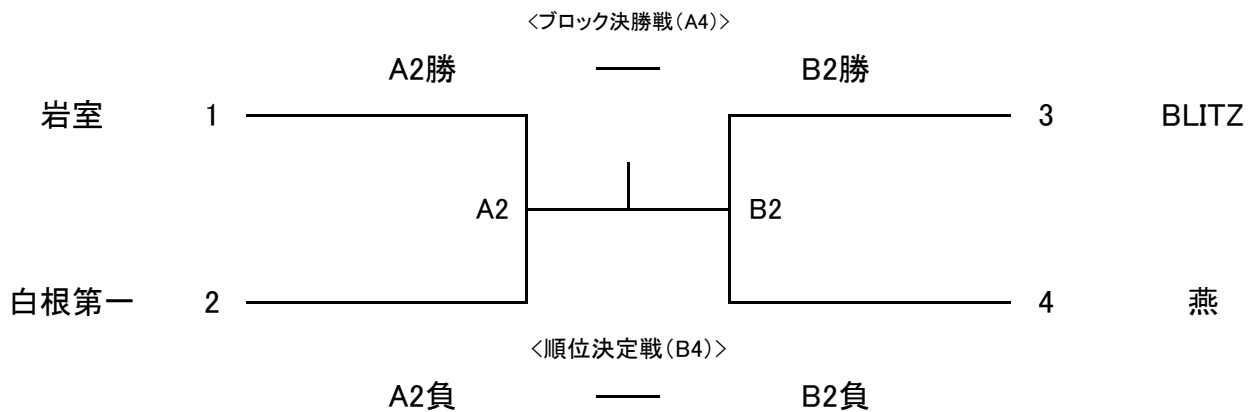 <ブロック決勝戦(A4)>
A2勝 ― B2勝
岩室 1 3 BLITZ
A2 B2
白根第一 2 4 燕
<順位決定戦(B4)>
A2負 ― B2負